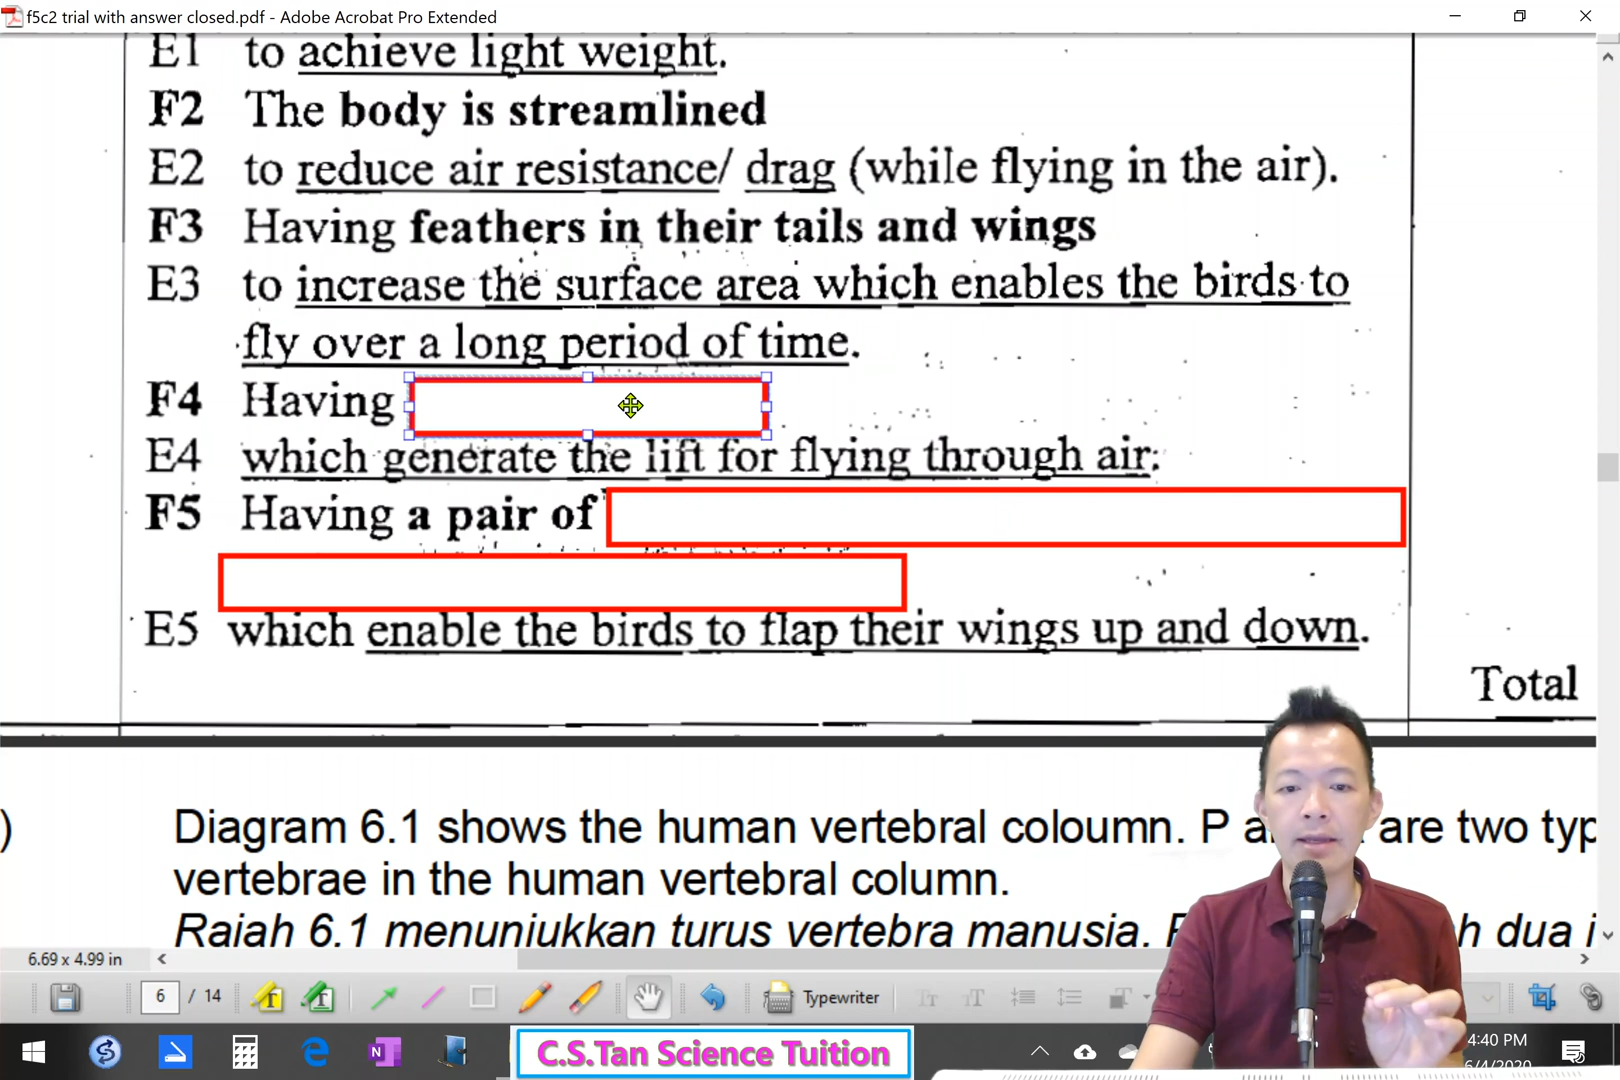 f5c2 trial with answer closed.pdf - Adobe Acrobat Pro Extended
E1 to achieve light weight.
F2 The body is streamlined
E2 to reduce air resistance/ drag (while flying in the air).
F3 Having feathers in their tails and wings
E3 to increase the surface area which enables the birds to
fly over a long period of time.
F4 Having
E4 which generate the lift for flying through air.
F5 Having a pair of
E5 which enable the birds to flap their wings up and down.
Total
) Diagram 6.1 shows the human vertebral coloumn. P are two typ
vertebrae in the human vertebral column.
Rajah 6.1 menunjukkan turus vertebra manusia. dua
6.69 x 4.99 in
6 / 14 Typewriter
C.S.Tan Science Tuition
4:40 PM